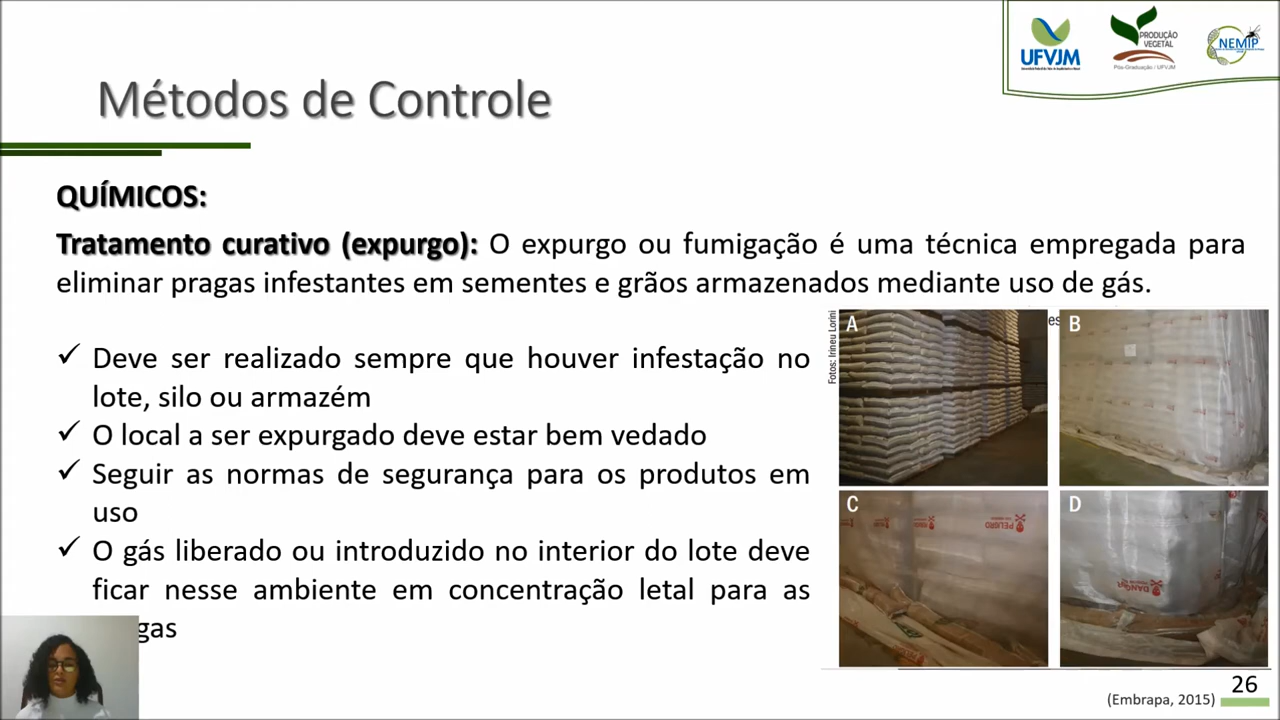 UFVJM
PRODUÇÃO
VEGETAL
Pós-Graduação / UFVJM
NEMIP
Métodos de Controle
QUÍMICOS:
Tratamento curativo (expurgo): O expurgo ou fumigação é uma técnica empregada para
eliminar pragas infestantes em sementes e grãos armazenados mediante uso de gás.
Deve ser realizado sempre que houver infestação no
lote, silo ou armazém
O local a ser expurgado deve estar bem vedado
Seguir as normas de segurança para os produtos em
uso
O gás liberado ou introduzido no interior do lote deve
ficar nesse ambiente em concentração letal para as
gas
Fotos: Irineu Lorini
es
A
B
C
PELIGRO
D
DANGER
(Embrapa, 2015)
26